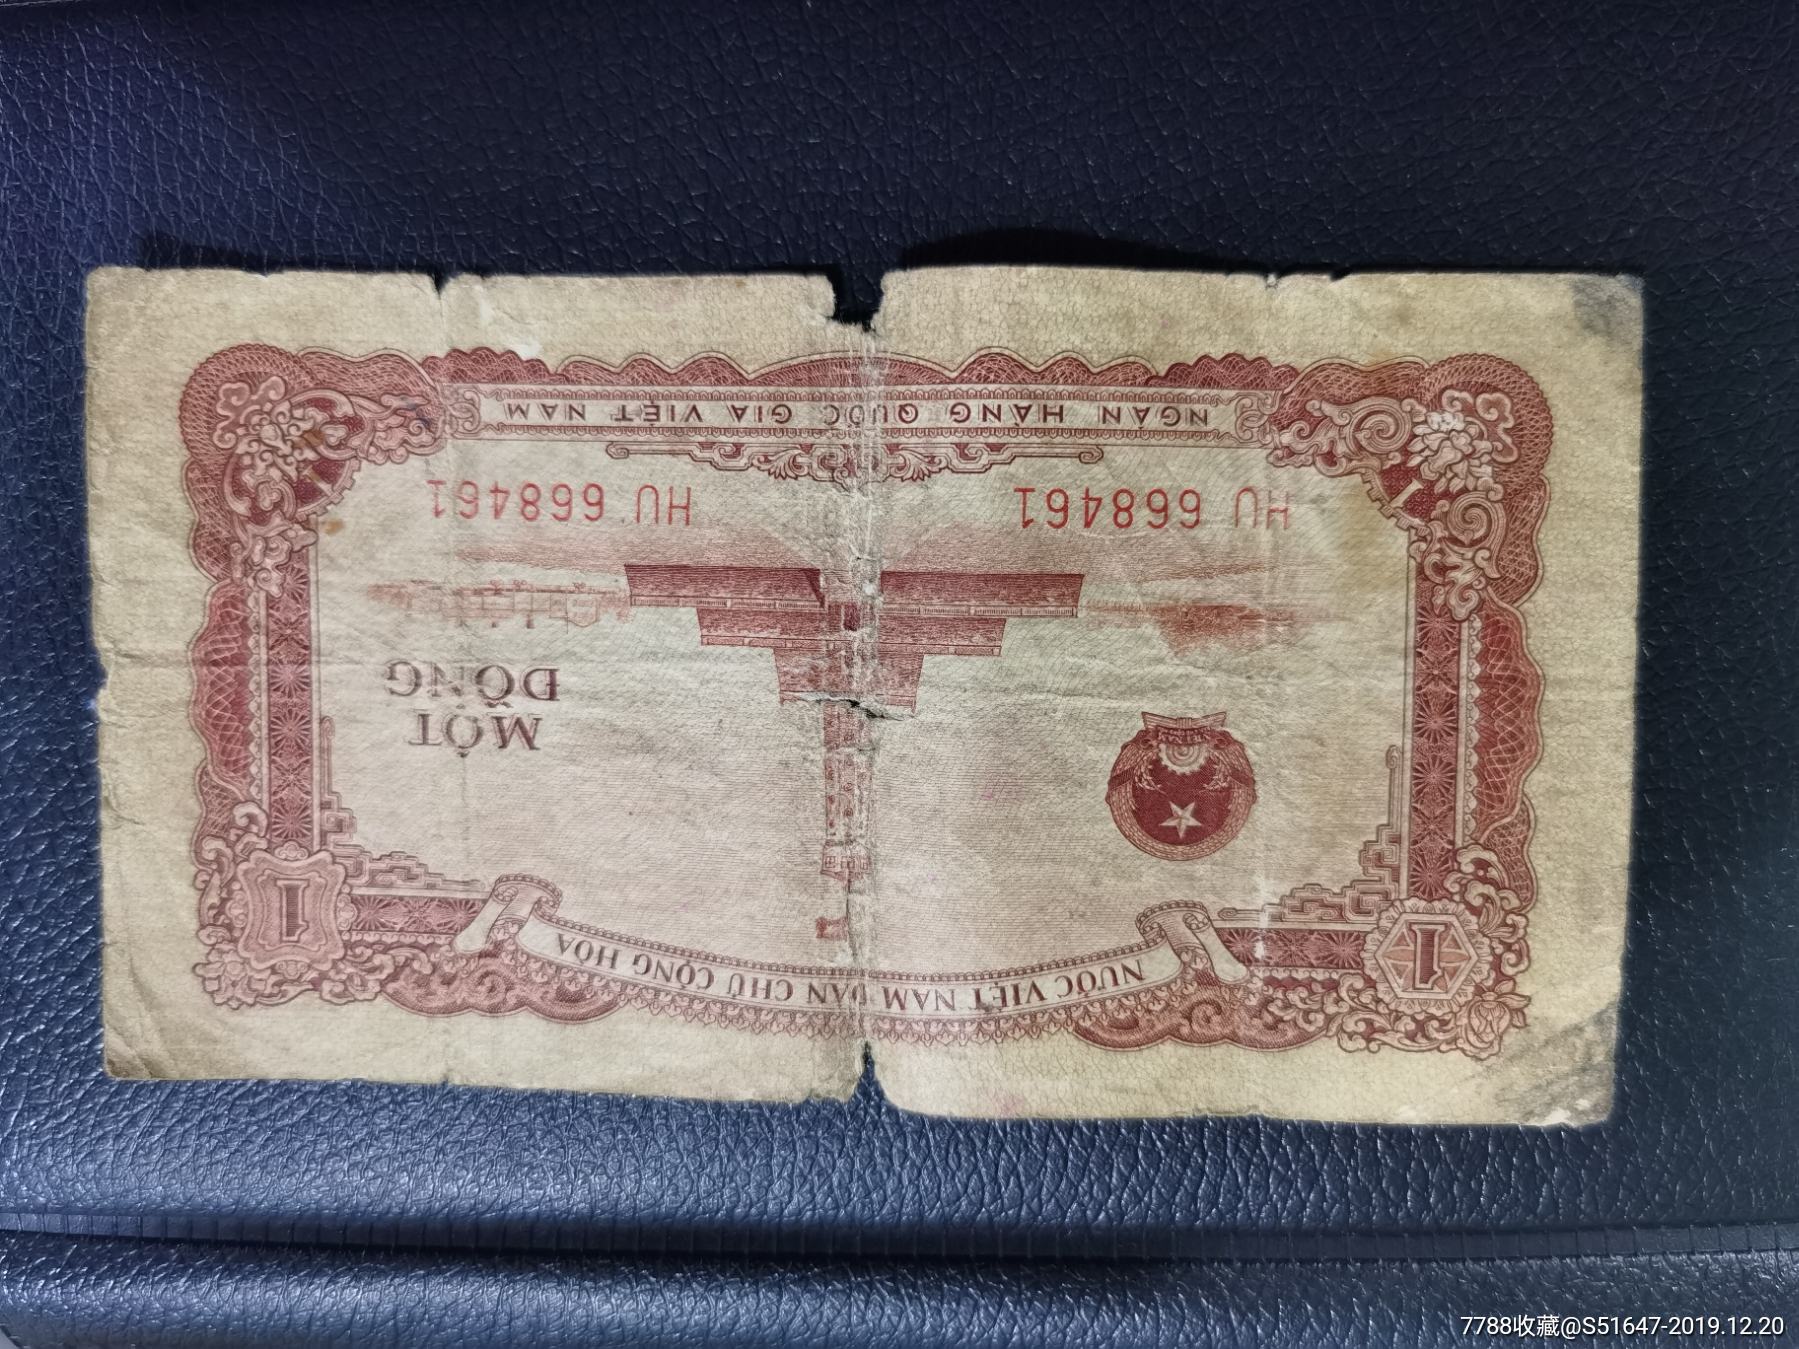 NƯỚC VIỆT NAM DÂN CHỦ CỘNG HÒA
1
1
MỘT
ĐỒNG
HU 668461
HU 668461
1
NGÂN HÀNG QUỐC GIA VIỆT NAM
7788收藏@S51647-2019.12.20